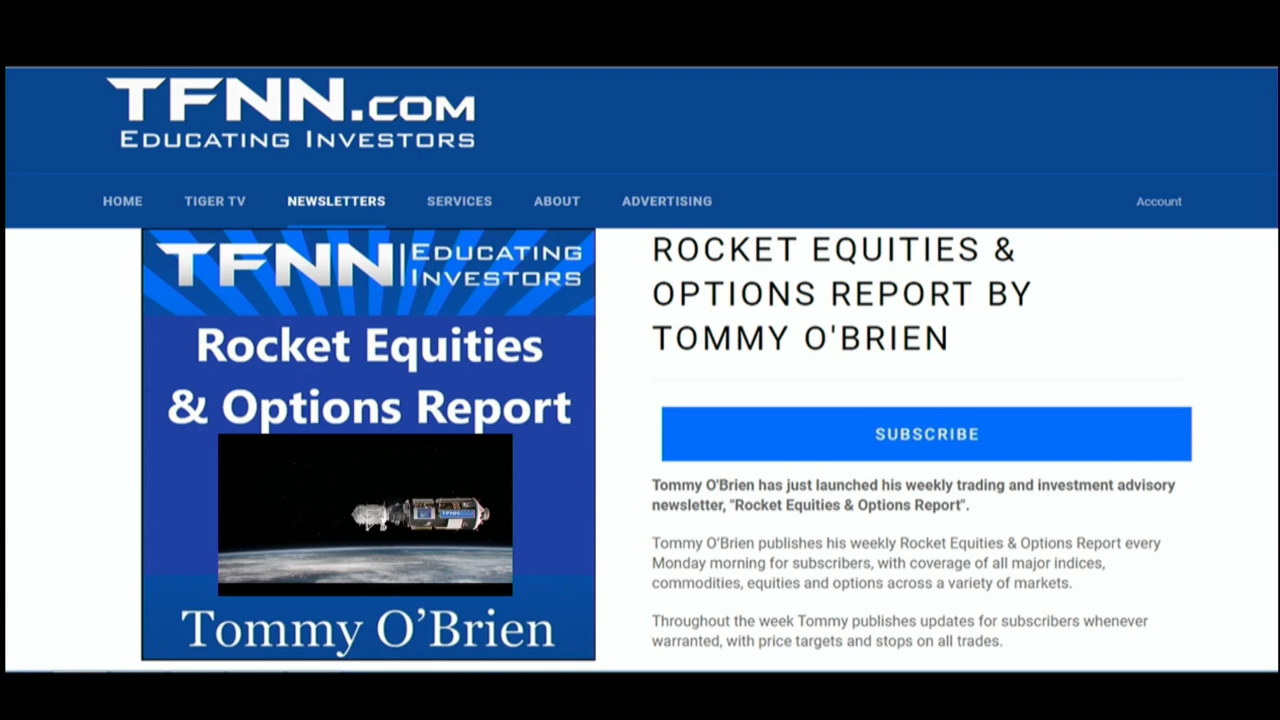 TFNN.COM
EDUCATING INVESTORS
HOME TIGER TV NEWSLETTERS SERVICES ABOUT ADVERTISING Account
TFNN EDUCATING
INVESTORS
Rocket Equities
& Options Report
TFNN
Tommy O’Brien
ROCKET EQUITIES &
OPTIONS REPORT BY
TOMMY O'BRIEN
SUBSCRIBE
Tommy O'Brien has just launched his weekly trading and investment advisory
newsletter, "Rocket Equities & Options Report".
Tommy O'Brien publishes his weekly Rocket Equities & Options Report every
Monday morning for subscribers, with coverage of all major indices,
commodities, equities and options across a variety of markets.
Throughout the week Tommy publishes updates for subscribers whenever
warranted, with price targets and stops on all trades.